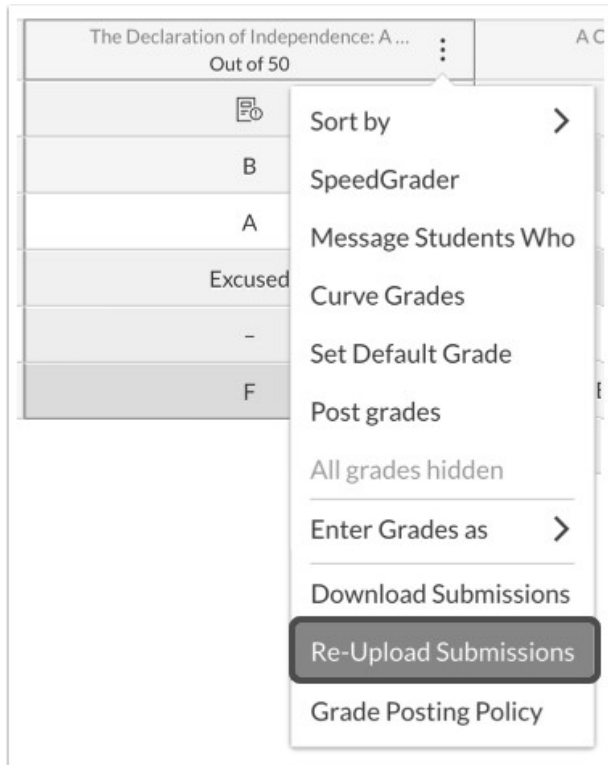 The Declaration of Independence: A ...
Out of 50
A C
B
A
Excused
–
F
Sort by
SpeedGrader
Message Students Who
Curve Grades
Set Default Grade
Post grades
All grades hidden
Enter Grades as
Download Submissions
Re-Upload Submissions
Grade Posting Policy